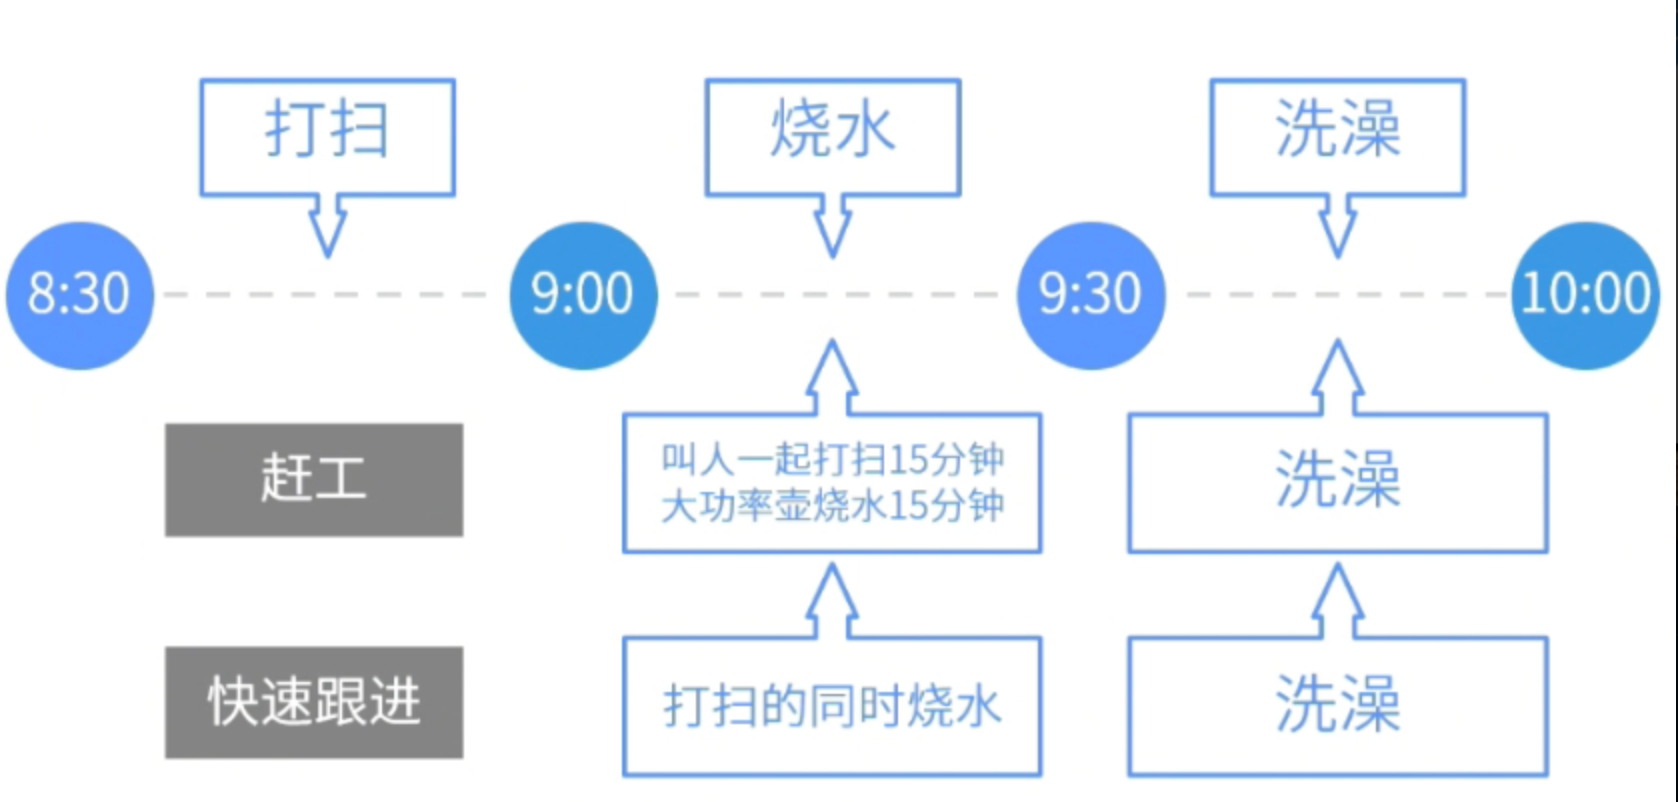 打扫
烧水
洗澡
8:30
9:00
9:30
10:00
赶工
叫人一起打扫15分钟
大功率壶烧水15分钟
洗澡
快速跟进
打扫的同时烧水
洗澡